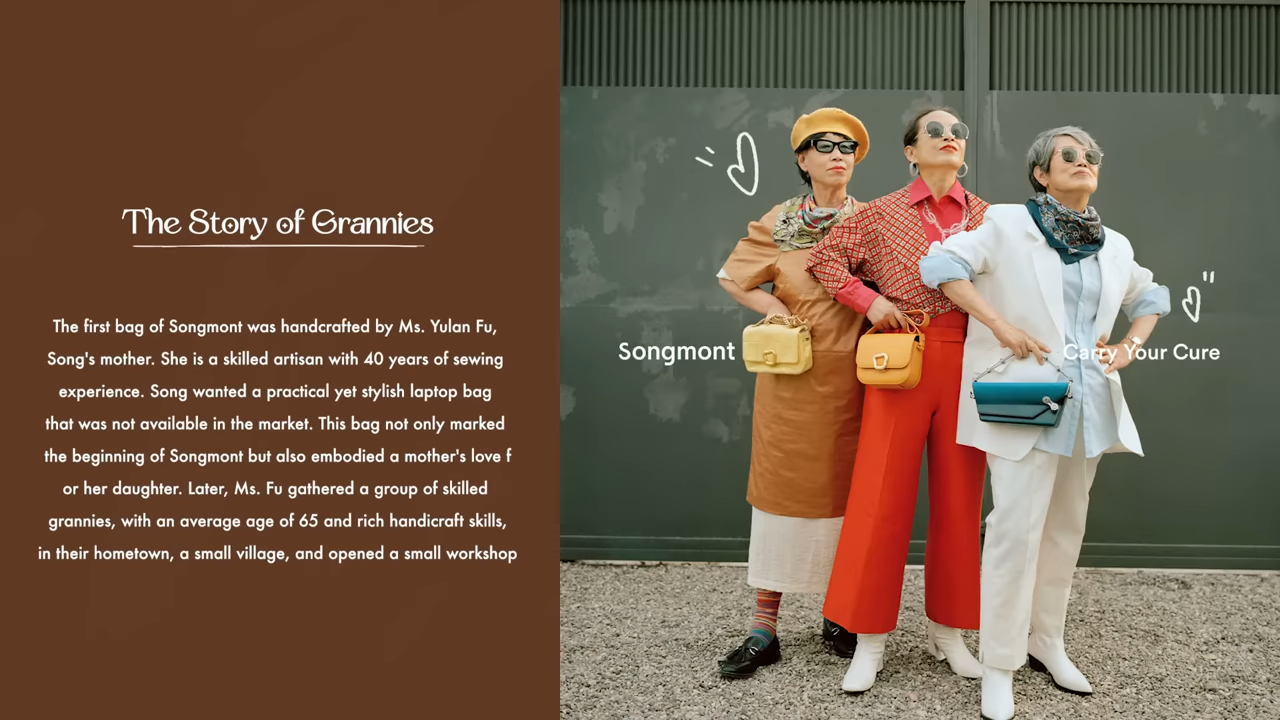 The Story of Grannies
The first bag of Songmont was handcrafted by Ms. Yulan Fu,
Song's mother. She is a skilled artisan with 40 years of sewing
experience. Song wanted a practical yet stylish laptop bag
that was not available in the market. This bag not only marked
the beginning of Songmont but also embodied a mother's love f
or her daughter. Later, Ms. Fu gathered a group of skilled
grannies, with an average age of 65 and rich handicraft skills,
in their hometown, a small village, and opened a small workshop
Songmont
Carry Your Cure